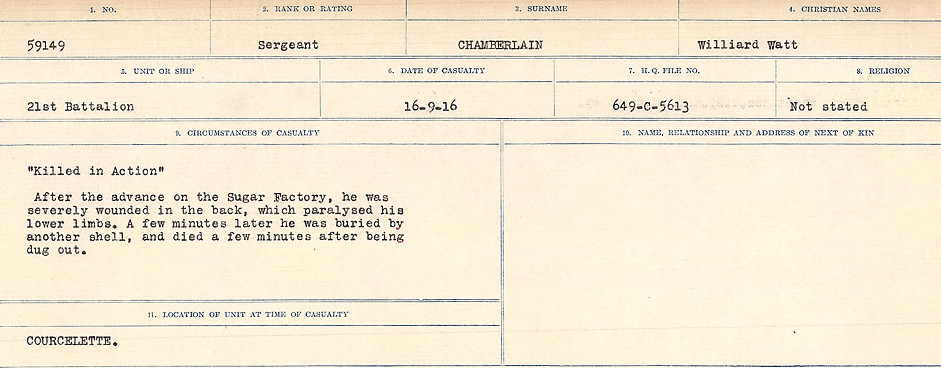 1. NO. 2. RANK OR RATING 3. SURNAME 4. CHRISTIAN NAMES
59149 Sergeant CHAMBERLAIN Williard Watt
5. UNIT OR SHIP 6. DATE OF CASUALTY 7. H. Q. FILE NO. 8. RELIGION
21st Battalion 16-9-16 649-C-5613 Not stated
9. CIRCUMSTANCES OF CASUALTY 10. NAME, RELATIONSHIP AND ADDRESS OF NEXT OF KIN
"Killed in Action"
After the advance on the Sugar Factory, he was
severely wounded in the back, which paralysed his
lower limbs. A few minutes later he was buried by
another shell, and died a few minutes after being
dug out.
11. LOCATION OF UNIT AT TIME OF CASUALTY
COURCELETTE.